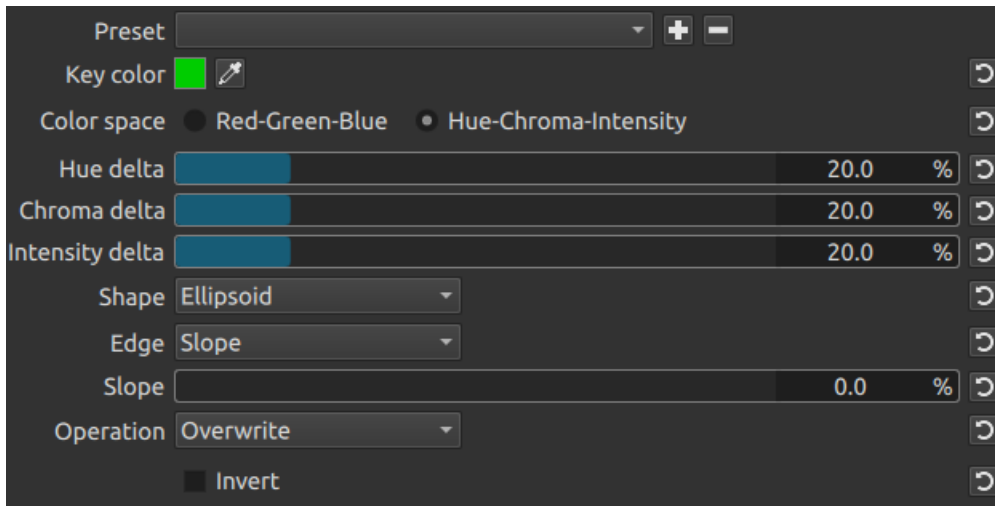 Preset
Key color
Color space Red-Green-Blue Hue-Chroma-Intensity
Hue delta 20.0 %
Chroma delta 20.0 %
Intensity delta 20.0 %
Shape Ellipsoid
Edge Slope
Slope 0.0 %
Operation Overwrite
Invert